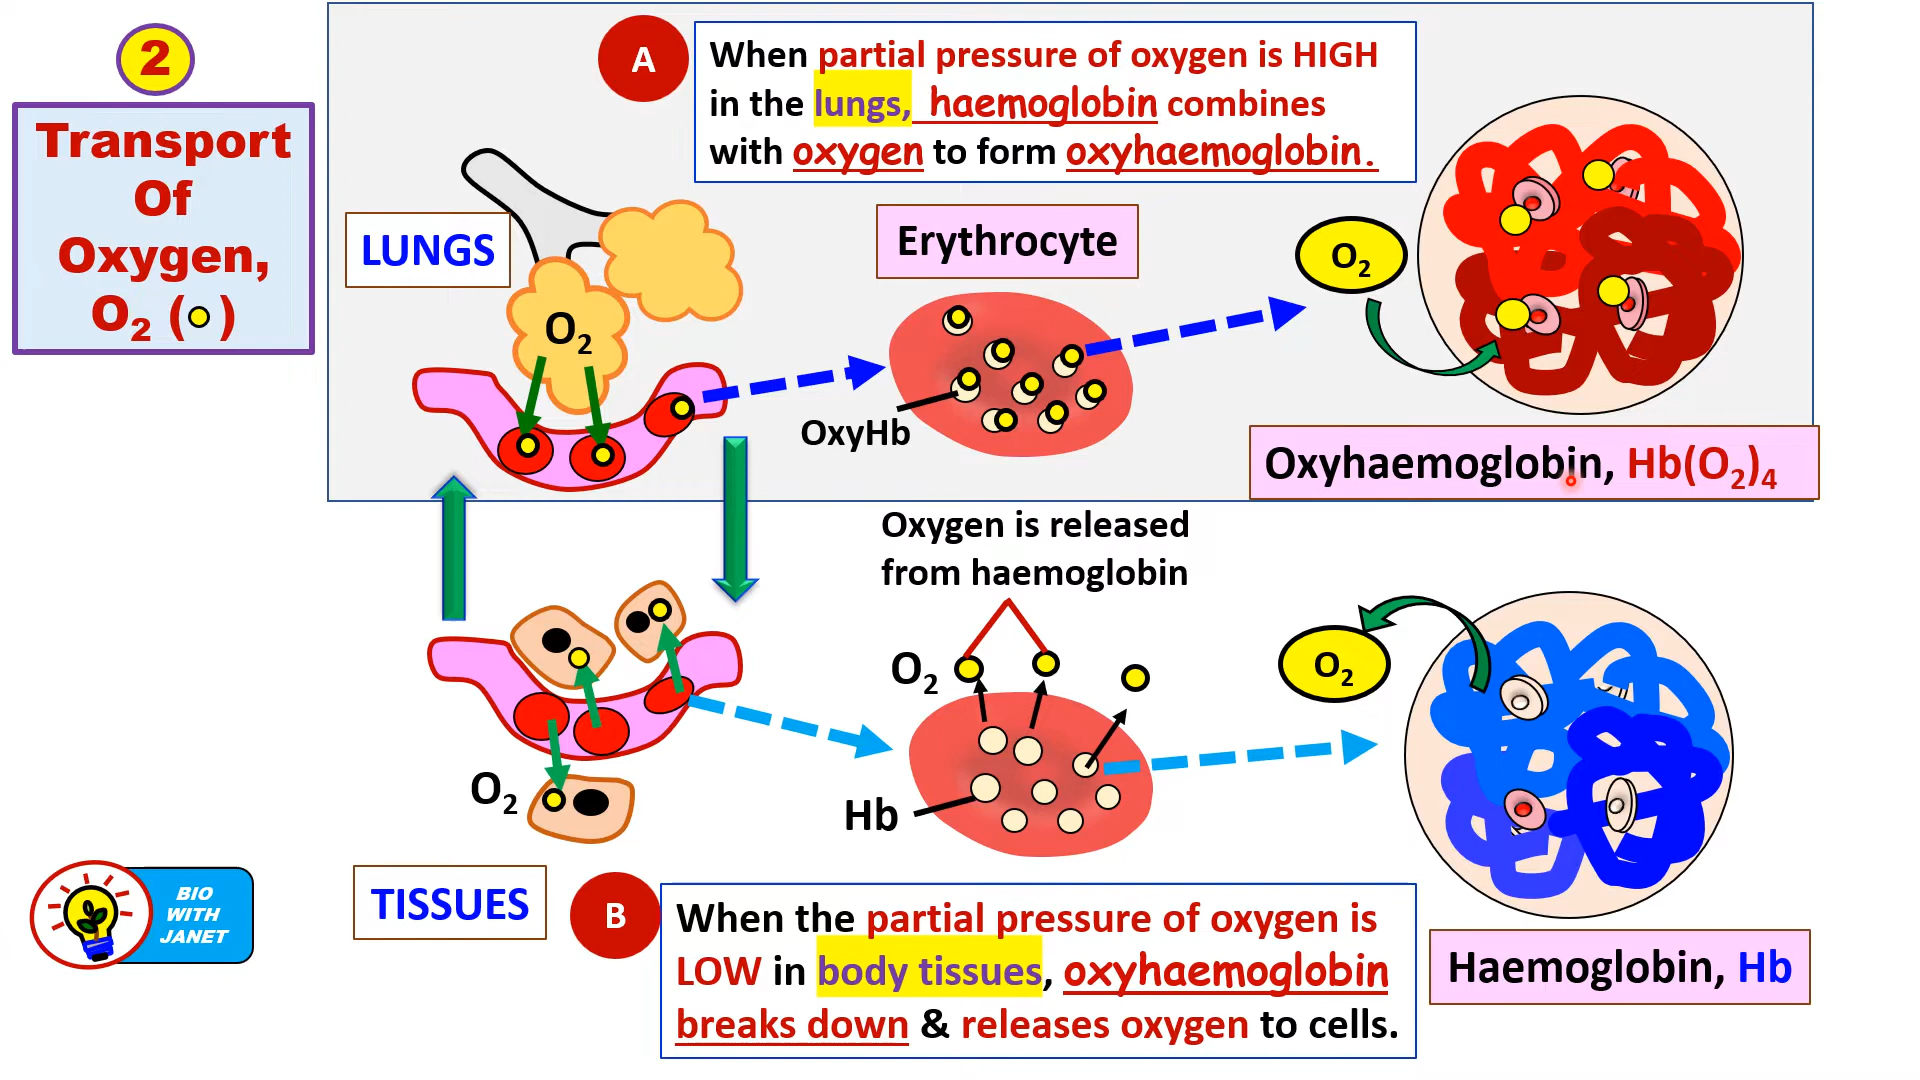 2
Transport
Of
Oxygen,
O₂ ( )
A
When partial pressure of oxygen is HIGH
in the lungs, haemoglobin combines
with oxygen to form oxyhaemoglobin.
LUNGS
O₂
Erythrocyte
OxyHb
O₂
Oxyhaemoglobin, Hb(O₂)₄
Oxygen is released
from haemoglobin
O₂
O₂
O₂
Hb
TISSUES
B
When the partial pressure of oxygen is
LOW in body tissues, oxyhaemoglobin
breaks down & releases oxygen to cells.
Haemoglobin, Hb
BIO
WITH
JANET